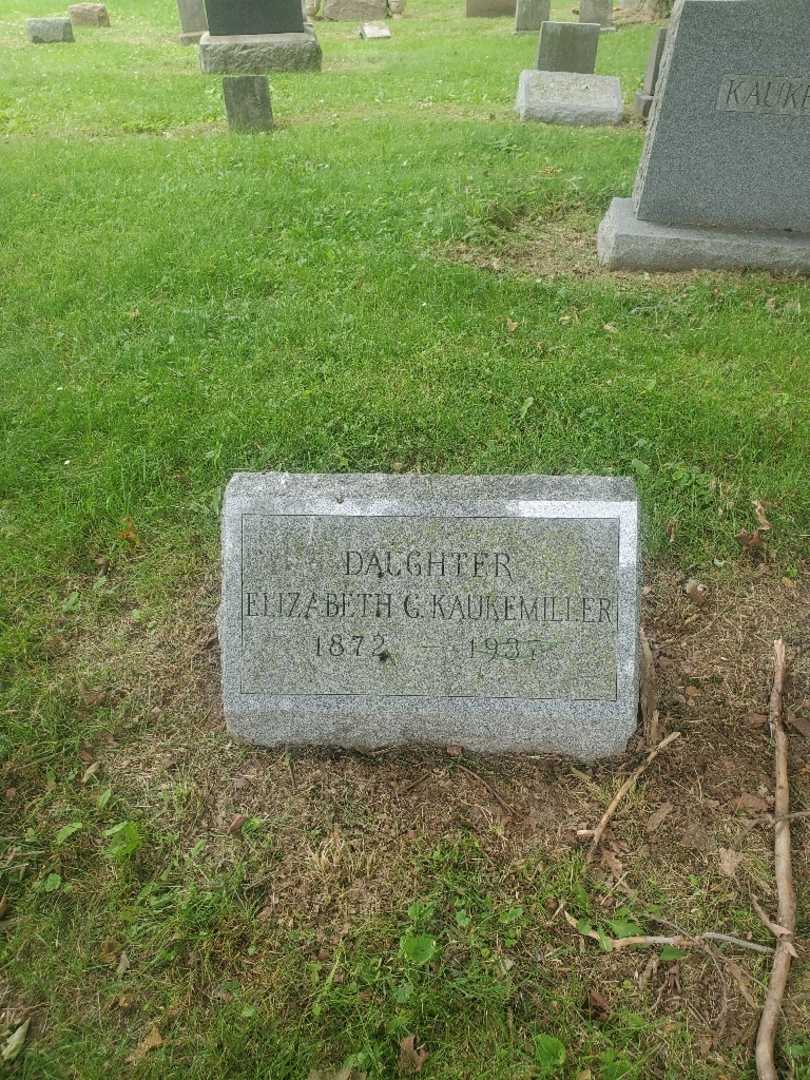 KAUKE
DAUGHTER
ELIZABETH G. KAUKEMILLER
1872 — 1937